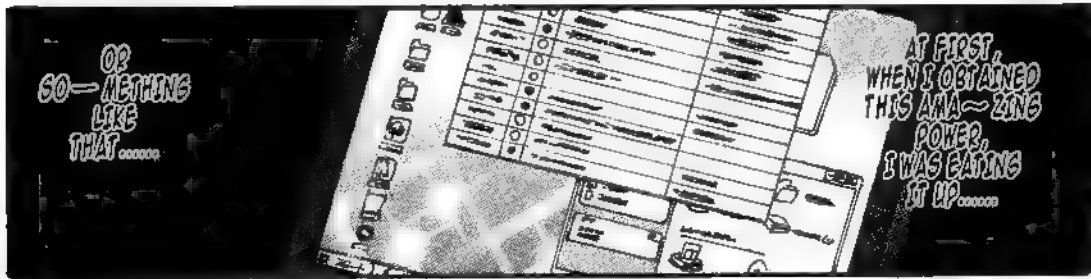 AT FIRST,
WHEN I OBTAINED
THIS AMA~ZING
POWER,
I WAS EATING
IT UP......
OR
SO—METHING
LIKE
THAT......